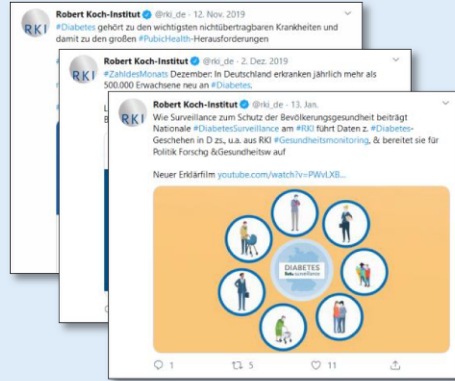 RKI
Robert Koch-Institut @rki_de · 12. Nov. 2019
#Diabetes gehört zu den wichtigsten nichtübertragbaren Krankheiten und
damit zu den großen #PubicHealth-Herausforderungen
RKI
Robert Koch-Institut @rki_de · 2. Dez. 2019
#ZahldesMonats Dezember: In Deutschland erkranken jährlich mehr als
500.000 Erwachsene neu an #Diabetes.
RKI
Robert Koch-Institut @rki_de · 13. Jan.
Wie Surveillance zum Schutz der Bevölkerungsgesundheit beiträgt
Nationale #DiabetesSurveillance am #RKI führt Daten z. #Diabetes-
Geschehen in D zs., u.a. aus RKI #Gesundheitsmonitoring, & bereitet sie für
Politik Forschg &Gesundheitsw auf
Neuer Erklärfilm youtube.com/watch?v=PWvLXB...
DIABETES
surveillance
1 5 11